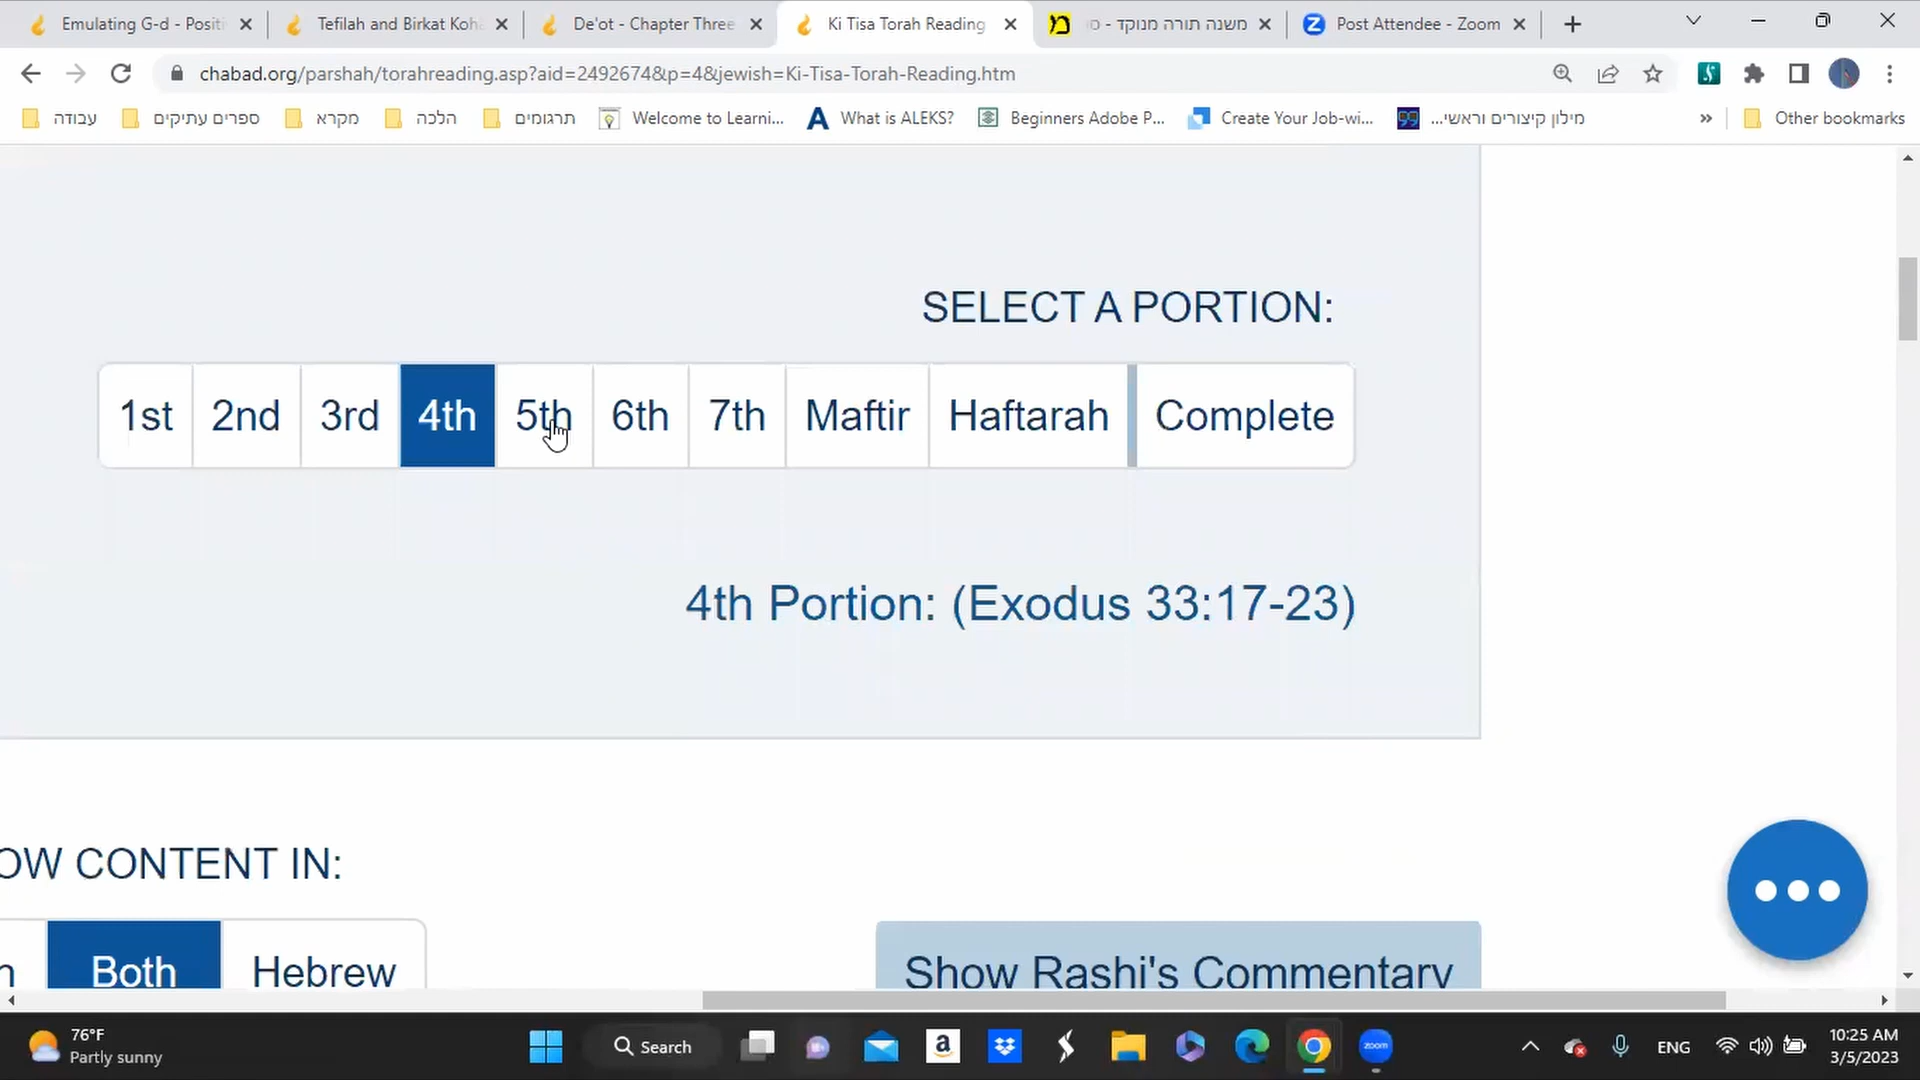 Emulating G-d - Positi
Tefilah and Birkat Koha
De'ot - Chapter Three
Ki Tisa Torah Reading
משנה תורה מנוקד - ס
Post Attendee - Zoom
chabad.org/parshah/torahreading.asp?aid=2492674&p=4&jewish=Ki-Tisa-Torah-Reading.htm
עבודה
ספרים עתיקים
מקרא
הלכה
תרגומים
Welcome to Learni...
What is ALEKS?
Beginners Adobe P...
Create Your Job-wi...
מילון קיצורים וראשי...
» Other bookmarks
SELECT A PORTION:
1st 2nd 3rd 4th 5th 6th 7th Maftir Haftarah Complete
4th Portion: (Exodus 33:17-23)
OW CONTENT IN:
Both Hebrew
Show Rashi's Commentary
76°F
Partly sunny
Search
zoom
ENG
10:25 AM
3/5/2023